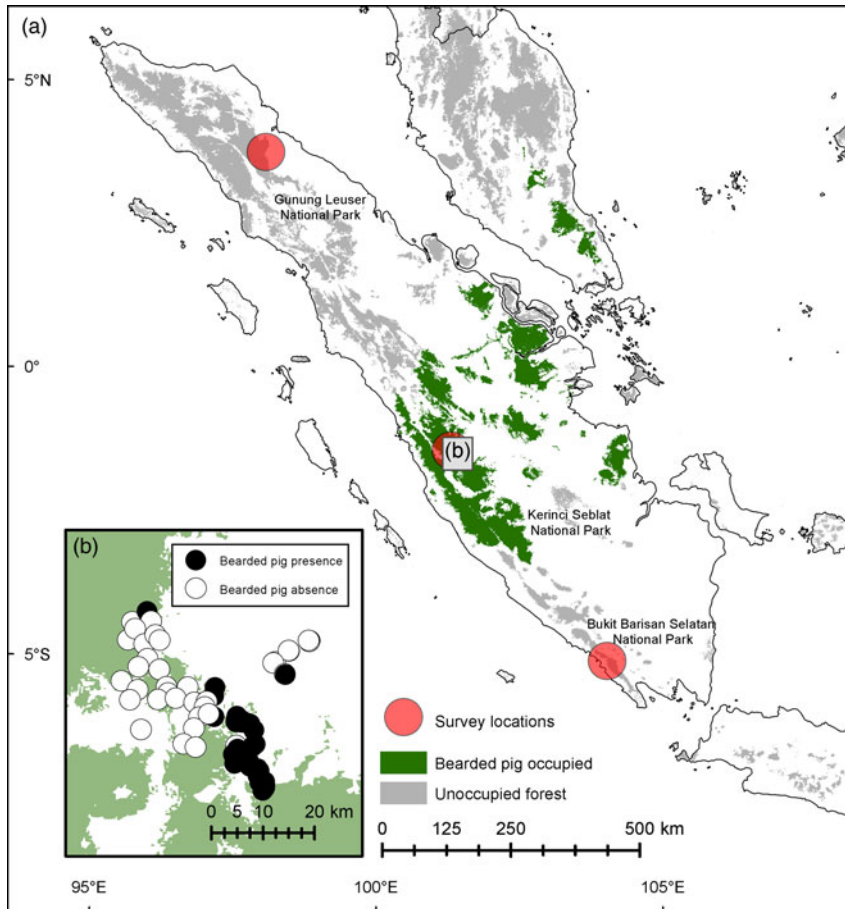 (a)
5°N
Gunung Leuser
National Park
0°
(b)
Kerinci Seblat
National Park
(b)
Bearded pig presence
Bearded pig absence
Bukit Barisan Selatan
National Park
5°S
Survey locations
Bearded pig occupied
Unoccupied forest
0 5 10 20 km
0 125 250 500 km
95°E 100°E 105°E